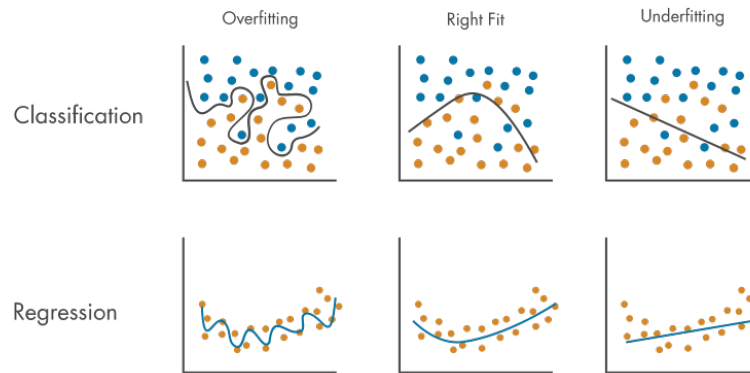 Overfitting
Right Fit
Underfitting
Classification
Regression